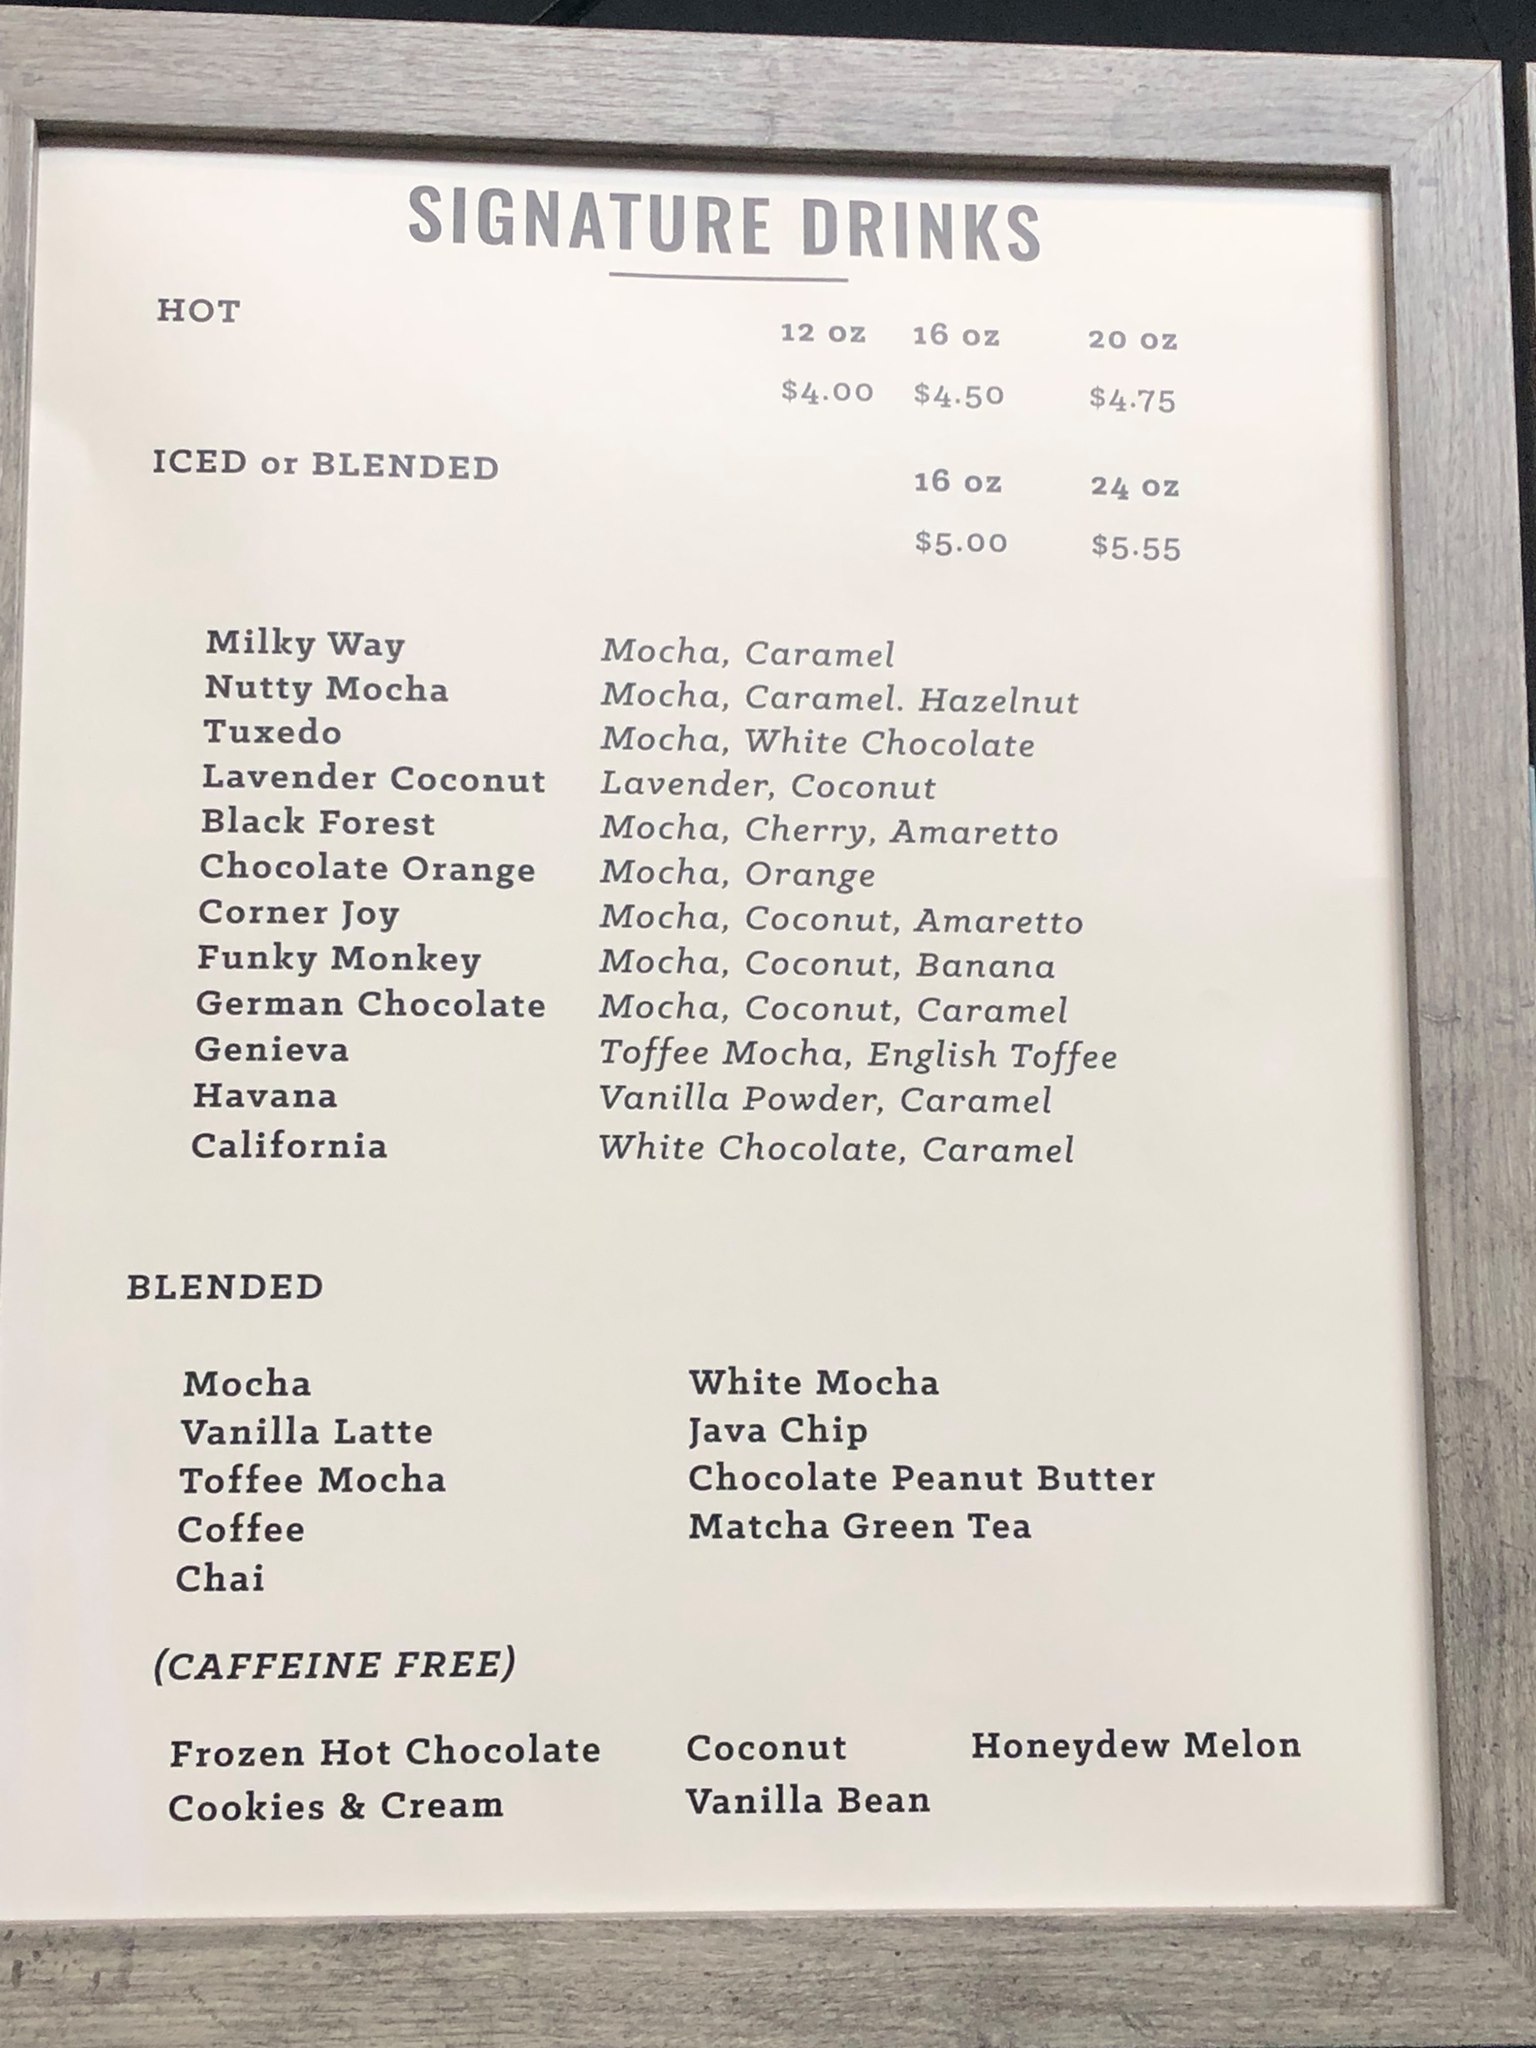 SIGNATURE DRINKS
HOT
12 oz 16 oz 20 oz
$4.00 $4.50 $4.75
ICED or BLENDED
16 oz 24 oz
$5.00 $5.55
Milky Way Mocha, Caramel
Nutty Mocha Mocha, Caramel. Hazelnut
Tuxedo Mocha, White Chocolate
Lavender Coconut Lavender, Coconut
Black Forest Mocha, Cherry, Amaretto
Chocolate Orange Mocha, Orange
Corner Joy Mocha, Coconut, Amaretto
Funky Monkey Mocha, Coconut, Banana
German Chocolate Mocha, Coconut, Caramel
Genieva Toffee Mocha, English Toffee
Havana Vanilla Powder, Caramel
California White Chocolate, Caramel
BLENDED
Mocha White Mocha
Vanilla Latte Java Chip
Toffee Mocha Chocolate Peanut Butter
Coffee Matcha Green Tea
Chai
(CAFFEINE FREE)
Frozen Hot Chocolate Coconut Honeydew Melon
Cookies & Cream Vanilla Bean